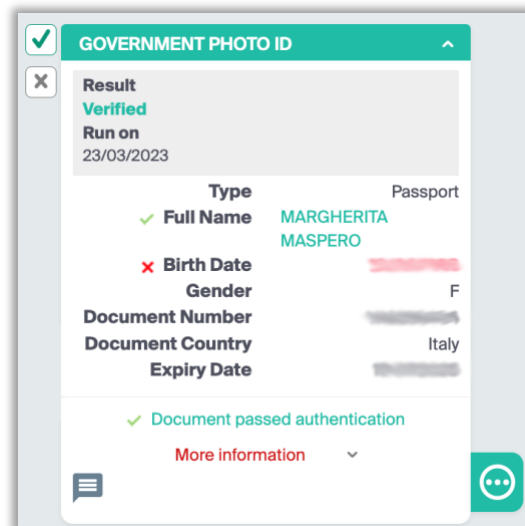 GOVERNMENT PHOTO ID
Result
Verified
Run on
23/03/2023
Type Passport
Full Name MARGHERITA
MASPERO
Birth Date
Gender F
Document Number
Document Country Italy
Expiry Date
Document passed authentication
More information